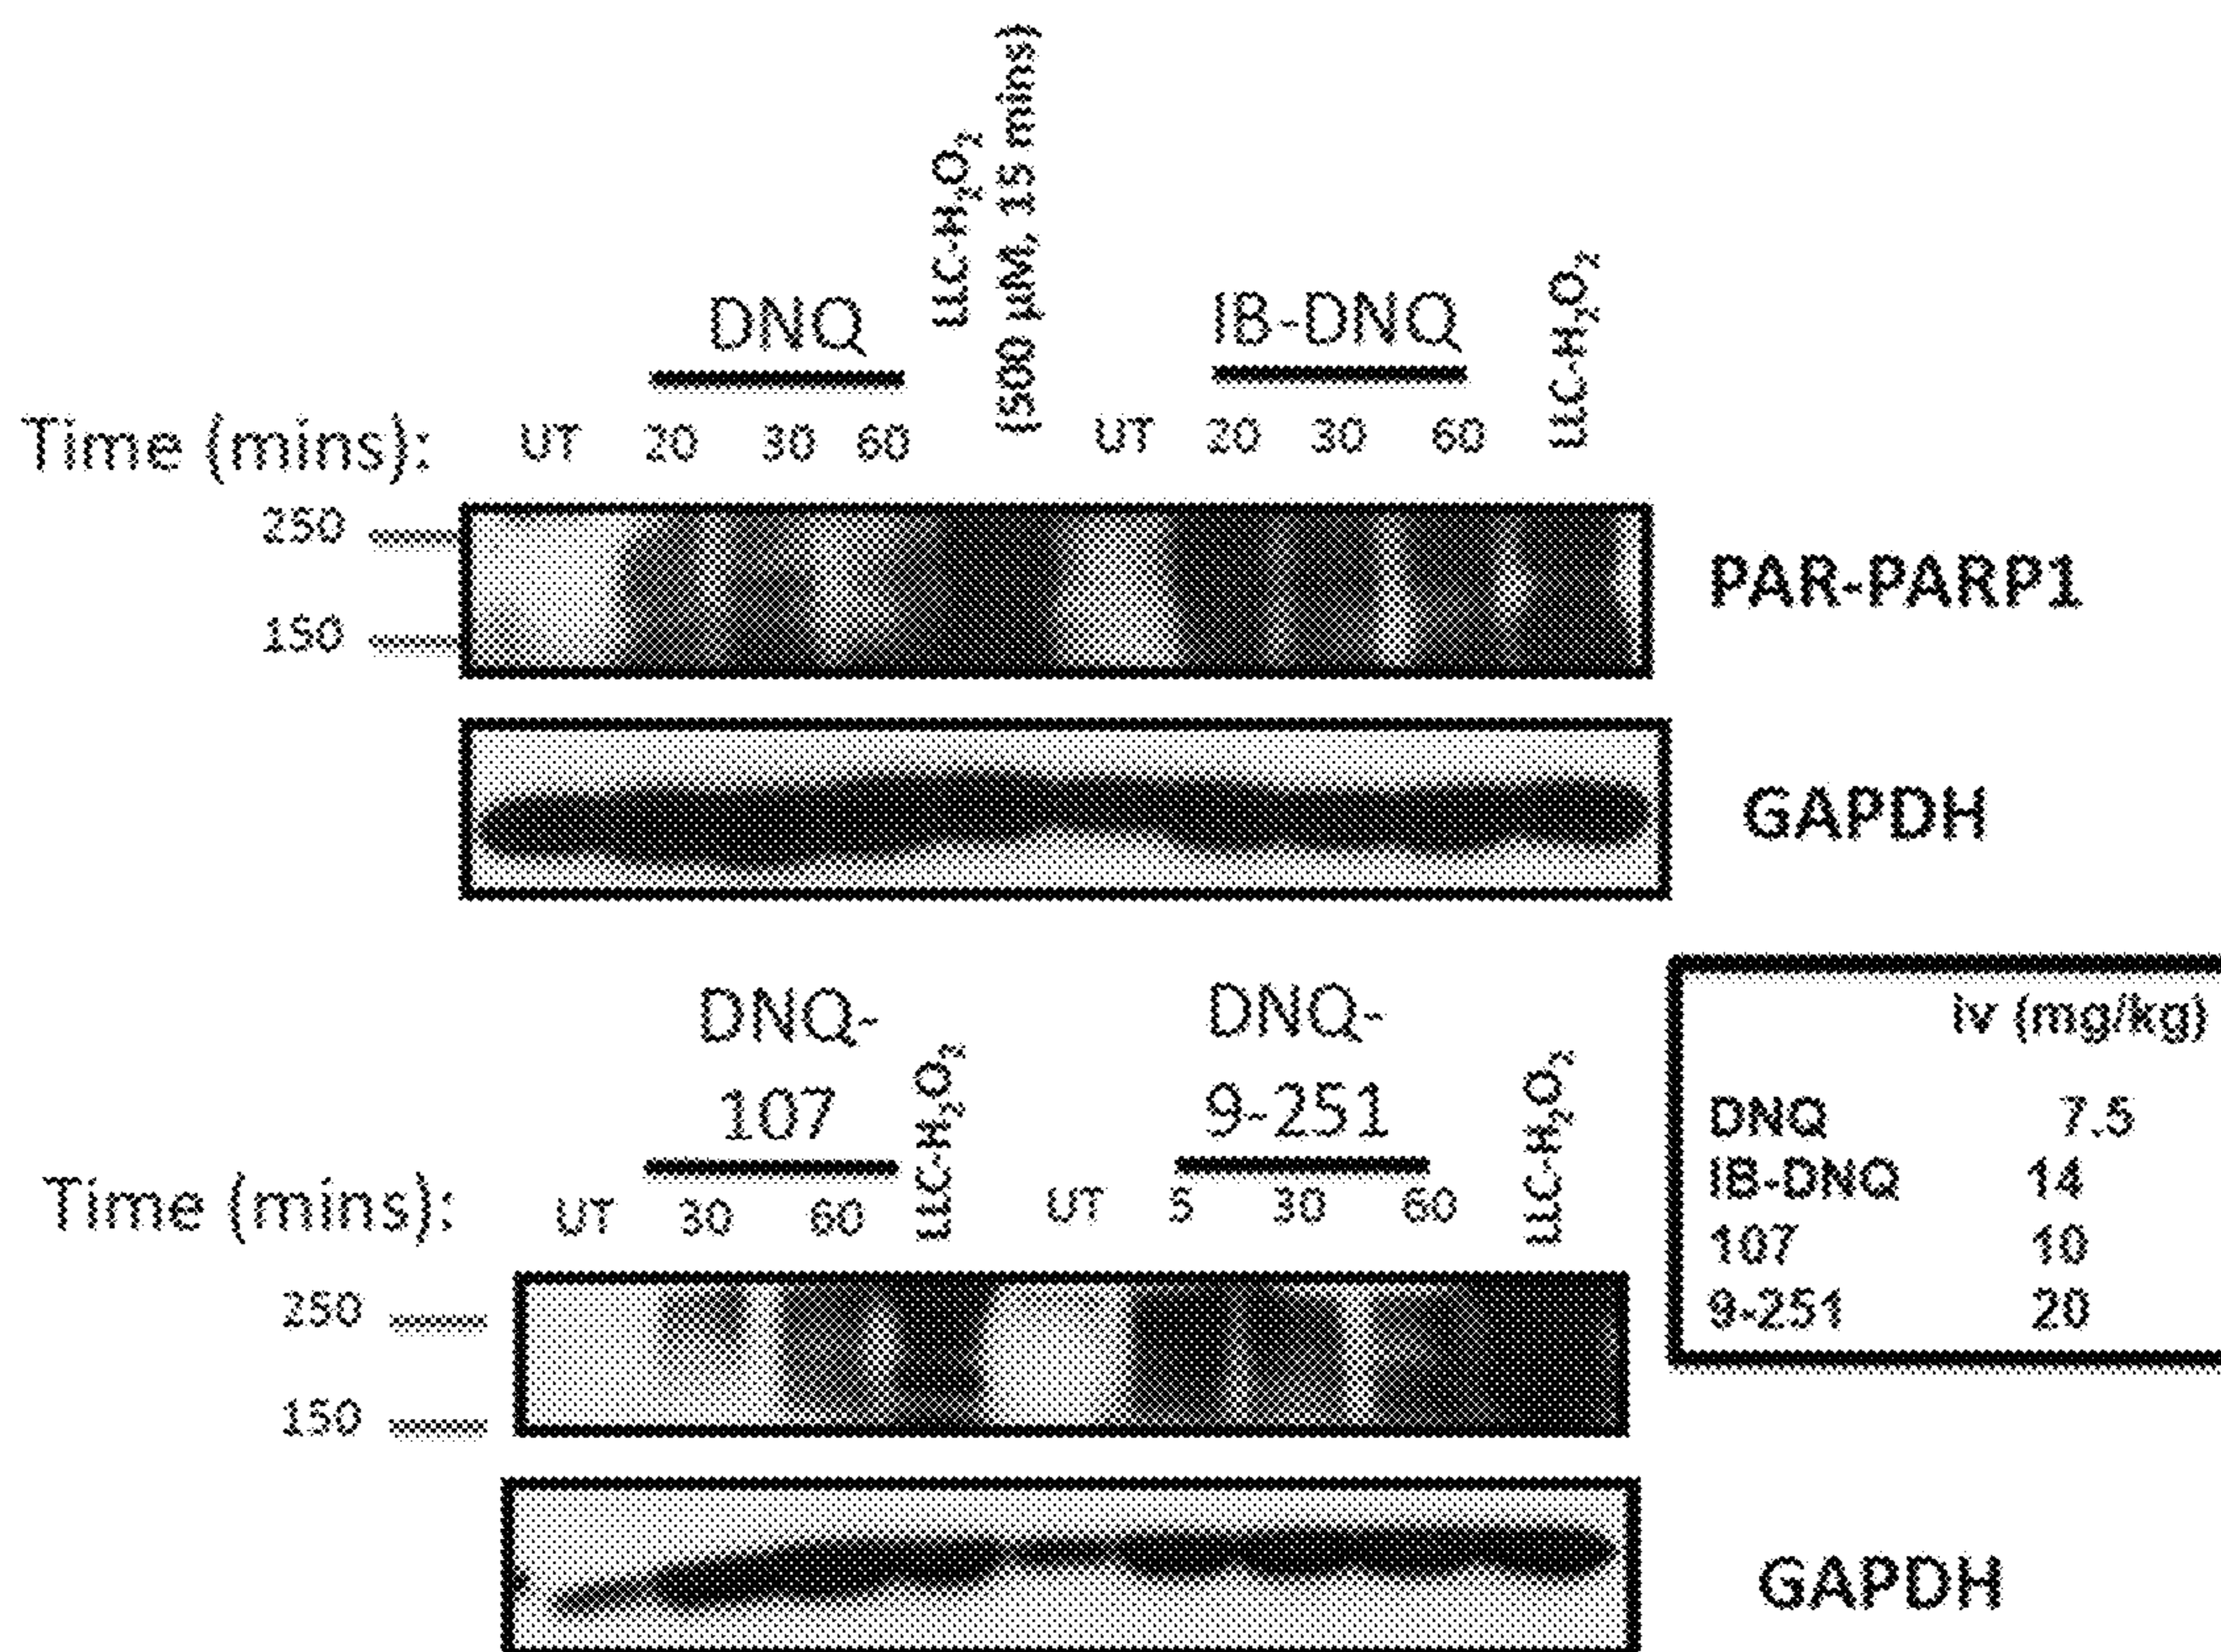 LLC-H₂O₂
(500 µM, 15 mins)
DNQ
IB-DNQ
LLC-H₂O₂
Time (mins): UT 20 30 60 UT 20 30 60
250
150
PAR-PARP1
GAPDH
DNQ-
107
LLC-H₂O₂
DNQ-
9-251
LLC-H₂O₂
Time (mins): UT 30 60 UT 5 30 60
250
150
GAPDH
iv (mg/kg)
DNQ 7.5
IB-DNQ 14
107 10
9-251 20